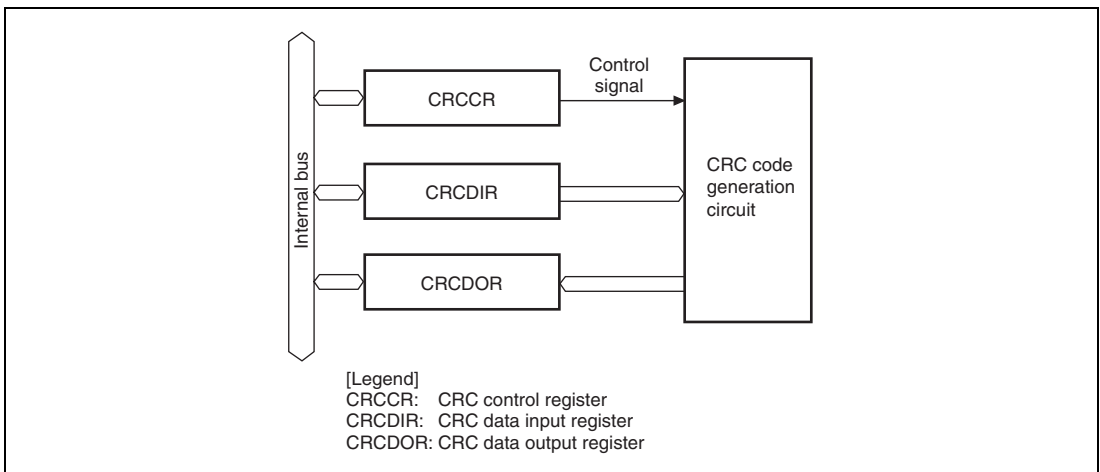 Control
signal
CRCCR
Internal bus
CRCDIR
CRC code
generation
circuit
CRCDOR
[Legend]
CRCCR: CRC control register
CRCDIR: CRC data input register
CRCDOR: CRC data output register